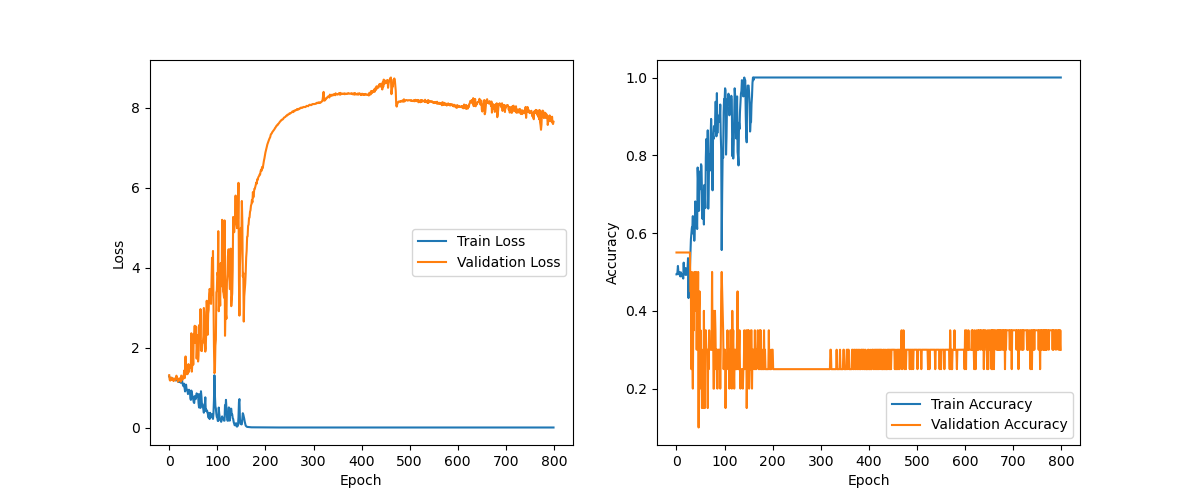 8
6
4
2
0
Loss
0 100 200 300 400 500 600 700 800
Epoch
Train Loss
Validation Loss
1.0
0.8
0.6
0.4
0.2
Accuracy
0 100 200 300 400 500 600 700 800
Epoch
Train Accuracy
Validation Accuracy